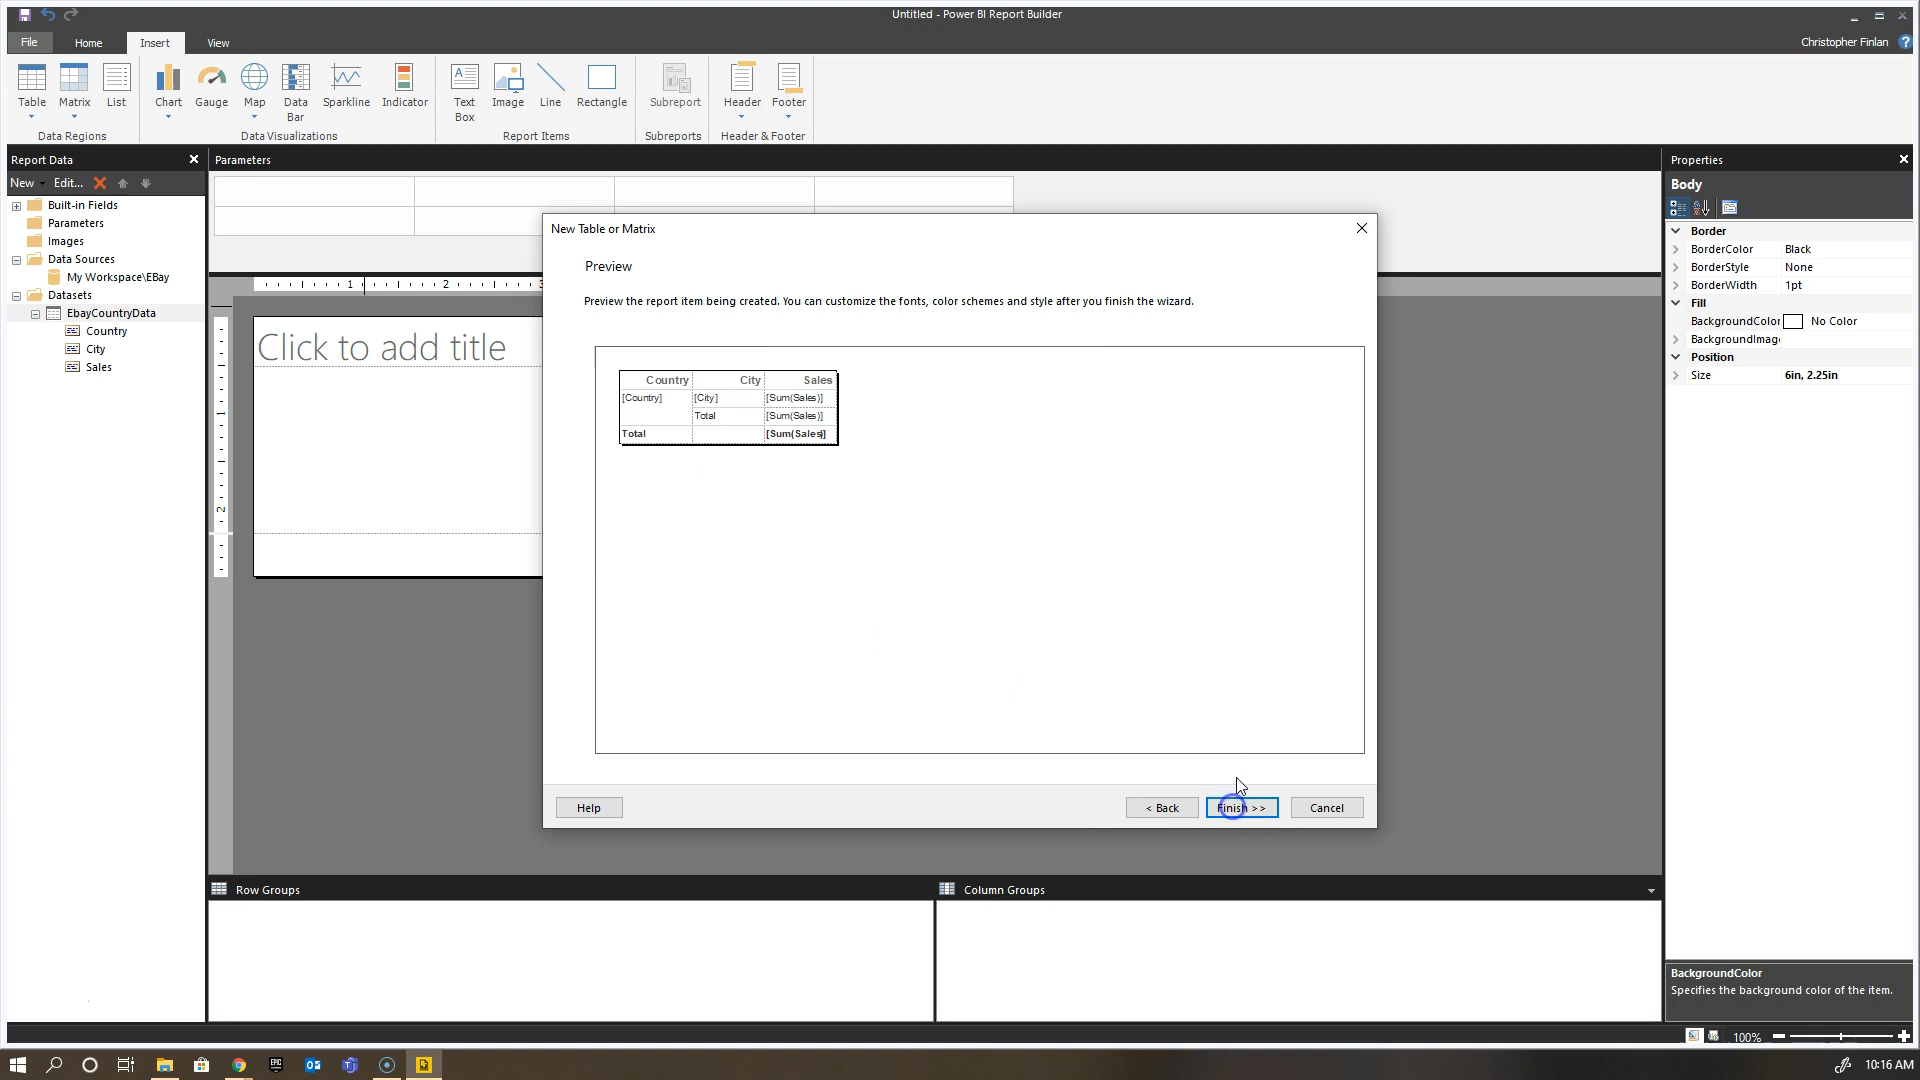 Untitled - Power BI Report Builder
File
Home
Insert
View
Christopher Finlan
Table
Matrix
List
Chart
Gauge
Map
Data
Bar
Sparkline
Indicator
Text
Box
Image
Line
Rectangle
Subreport
Header
Footer
Data Regions
Data Visualizations
Report Items
Subreports
Header & Footer
Report Data
New
Edit...
Built-in Fields
Parameters
Images
Data Sources
My Workspace\EBay
Datasets
EbayCountryData
Country
City
Sales
Parameters
1
2
3
1
2
Click to add title
New Table or Matrix
Preview
Preview the report item being created. You can customize the fonts, color schemes and style after you finish the wizard.
Country City Sales
[Country] [City] [Sum(Sales)]
Total [Sum(Sales)]
Total [Sum(Sales)]
Help
< Back
Finish >>
Cancel
Row Groups
Column Groups
Properties
Body
Border
BorderColor Black
BorderStyle None
BorderWidth 1pt
Fill
BackgroundColor No Color
BackgroundImag
Position
Size 6in, 2.25in
BackgroundColor
Specifies the background color of the item.
100%
EPIC
10:16 AM